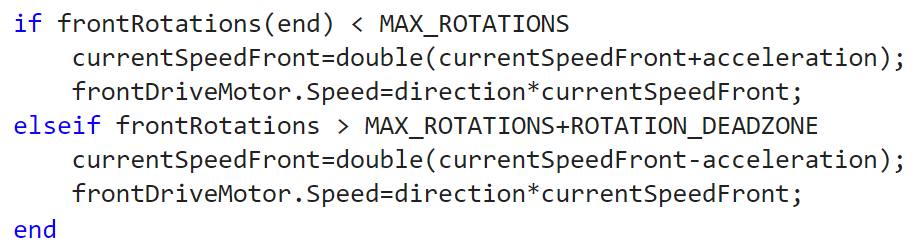 if frontRotations(end) < MAX_ROTATIONS
    currentSpeedFront=double(currentSpeedFront+acceleration);
    frontDriveMotor.Speed=direction*currentSpeedFront;
elseif frontRotations > MAX_ROTATIONS+ROTATION_DEADZONE
    currentSpeedFront=double(currentSpeedFront-acceleration);
    frontDriveMotor.Speed=direction*currentSpeedFront;
end